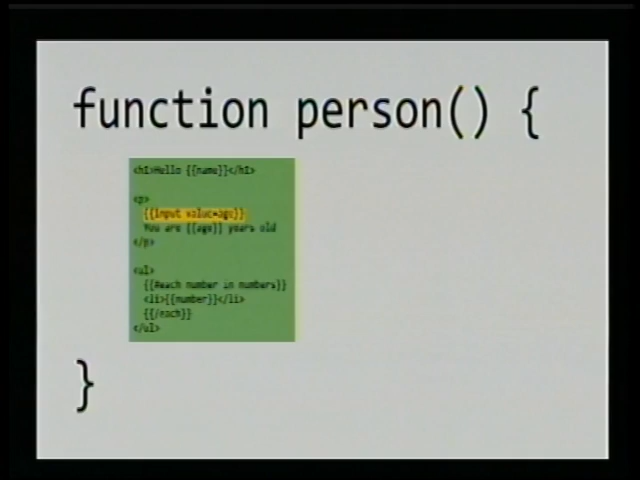 function person() {
<h1>Hello {{name}}</h1>
<p>
{{input value=age}}
You are {{age}} years old
</p>
<ul>
{{#each number in numbers}}
<li>{{number}}</li>
{{/each}}
</ul>
}